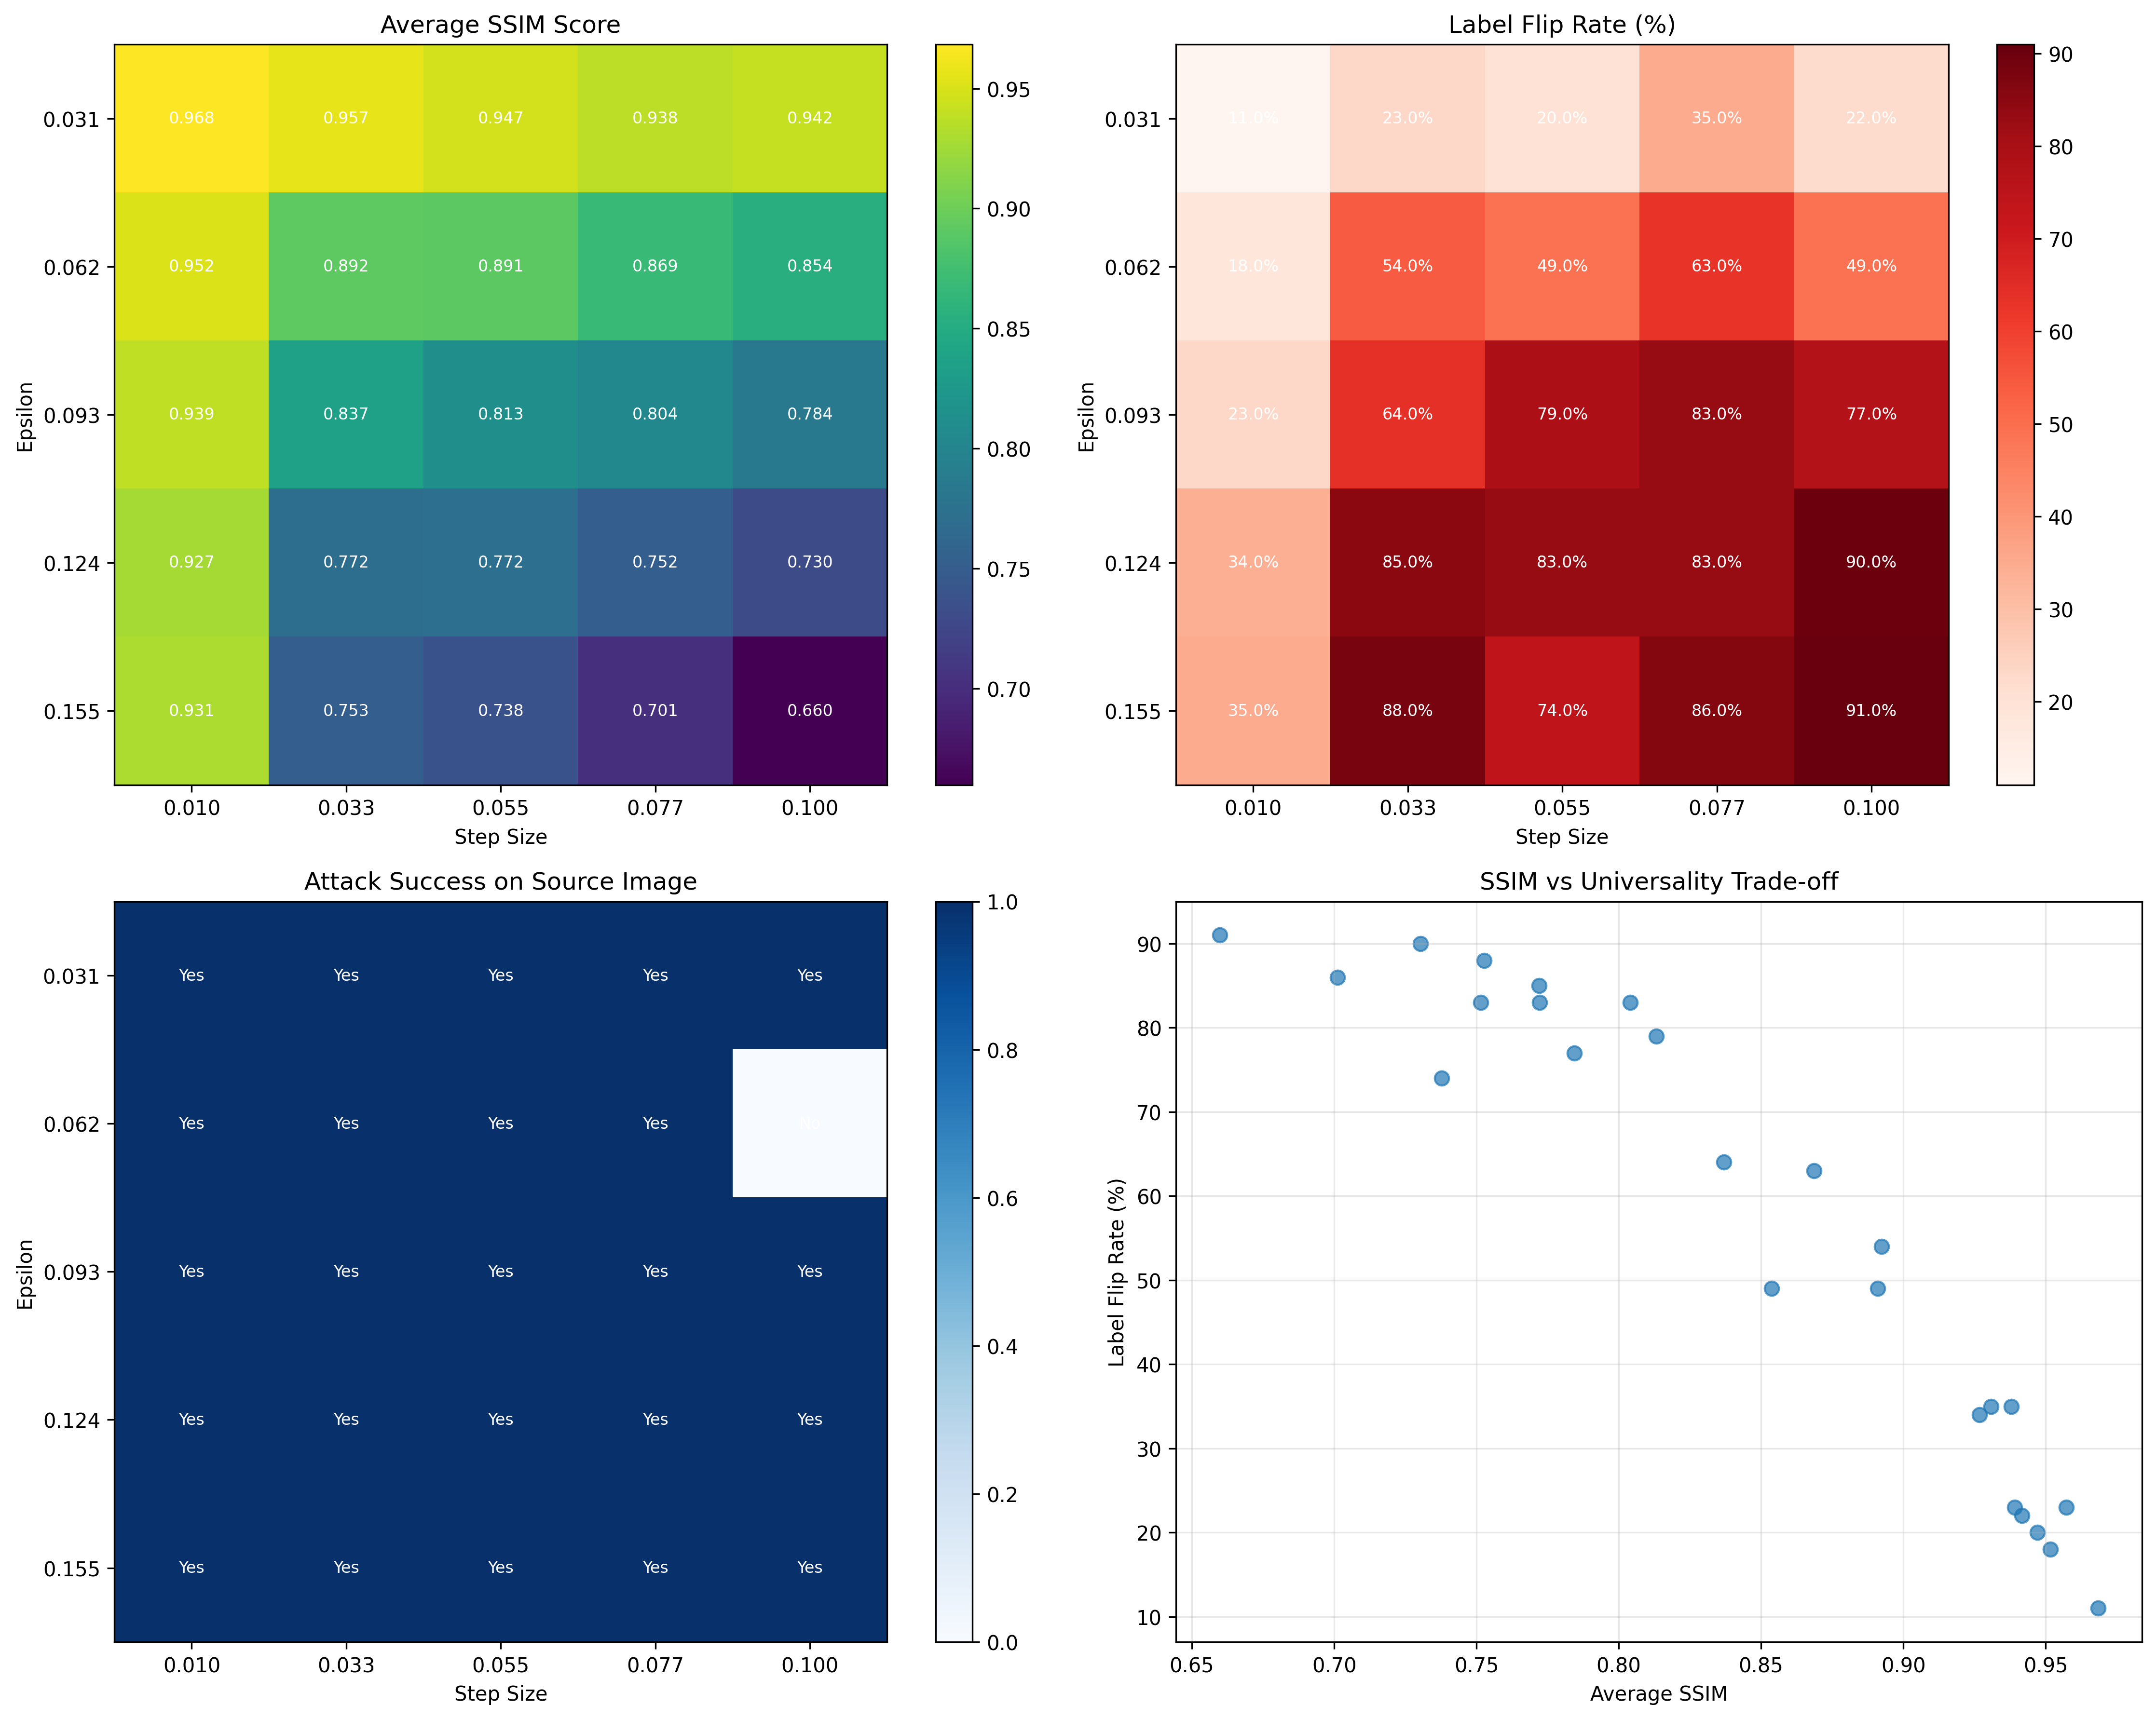 Average SSIM Score
0.031 0.968 0.957 0.947 0.938 0.942
0.062 0.952 0.892 0.891 0.869 0.854
0.093 0.939 0.837 0.813 0.804 0.784
0.124 0.927 0.772 0.772 0.752 0.730
0.155 0.931 0.753 0.738 0.701 0.660
0.010 0.033 0.055 0.077 0.100
Step Size
Epsilon
0.95
0.90
0.85
0.80
0.75
0.70
Label Flip Rate (%)
0.031 11.0% 23.0% 20.0% 35.0% 22.0%
0.062 18.0% 54.0% 49.0% 63.0% 49.0%
0.093 23.0% 64.0% 79.0% 83.0% 77.0%
0.124 34.0% 85.0% 83.0% 83.0% 90.0%
0.155 35.0% 88.0% 74.0% 86.0% 91.0%
0.010 0.033 0.055 0.077 0.100
Step Size
Epsilon
90
80
70
60
50
40
30
20
Attack Success on Source Image
0.031 Yes Yes Yes Yes Yes
0.062 Yes Yes Yes Yes No
0.093 Yes Yes Yes Yes Yes
0.124 Yes Yes Yes Yes Yes
0.155 Yes Yes Yes Yes Yes
0.010 0.033 0.055 0.077 0.100
Step Size
Epsilon
1.0
0.8
0.6
0.4
0.2
0.0
SSIM vs Universality Trade-off
90
80
70
60
50
40
30
20
10
Label Flip Rate (%)
0.65 0.70 0.75 0.80 0.85 0.90 0.95
Average SSIM